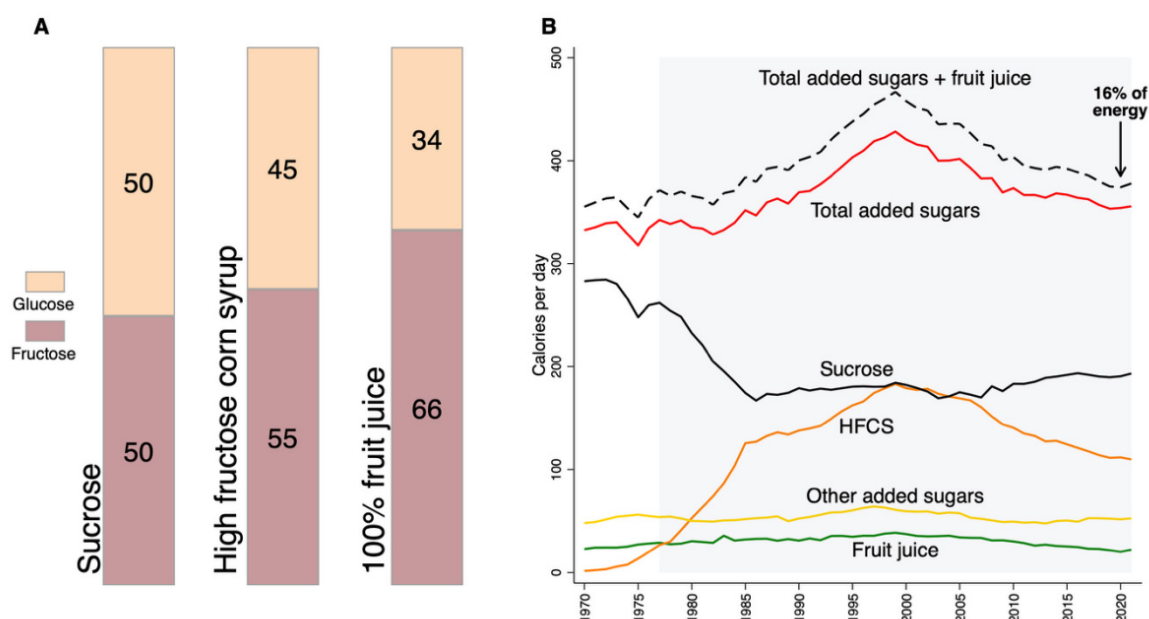 A
50
50
Sucrose
45
55
High fructose corn syrup
34
66
100% fruit juice
Glucose
Fructose
B
500
400
300
200
100
0
Calories per day
Total added sugars + fruit juice
16% of
energy
Total added sugars
Sucrose
HFCS
Other added sugars
Fruit juice
1970
1975
1980
1985
1990
1995
2000
2005
2010
2015
2020